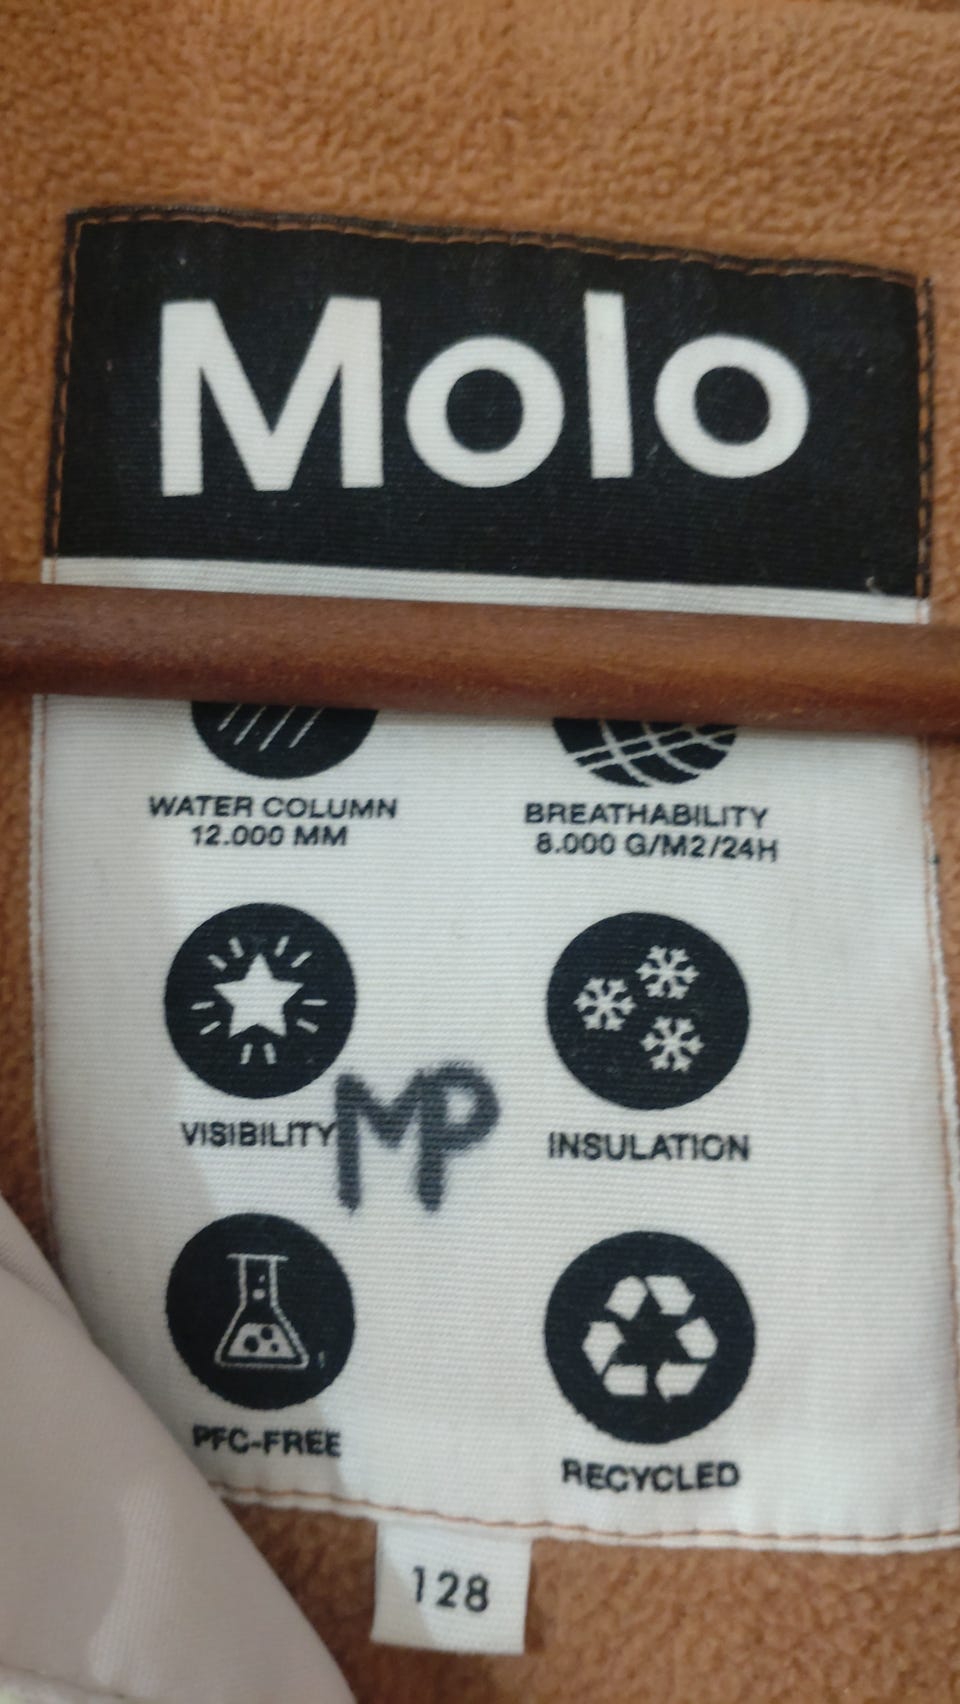 Molo
WATER COLUMN
12.000 MM
BREATHABILITY
8.000 G/M2/24H
VISIBILITY
MP
INSULATION
PFC-FREE
RECYCLED
128